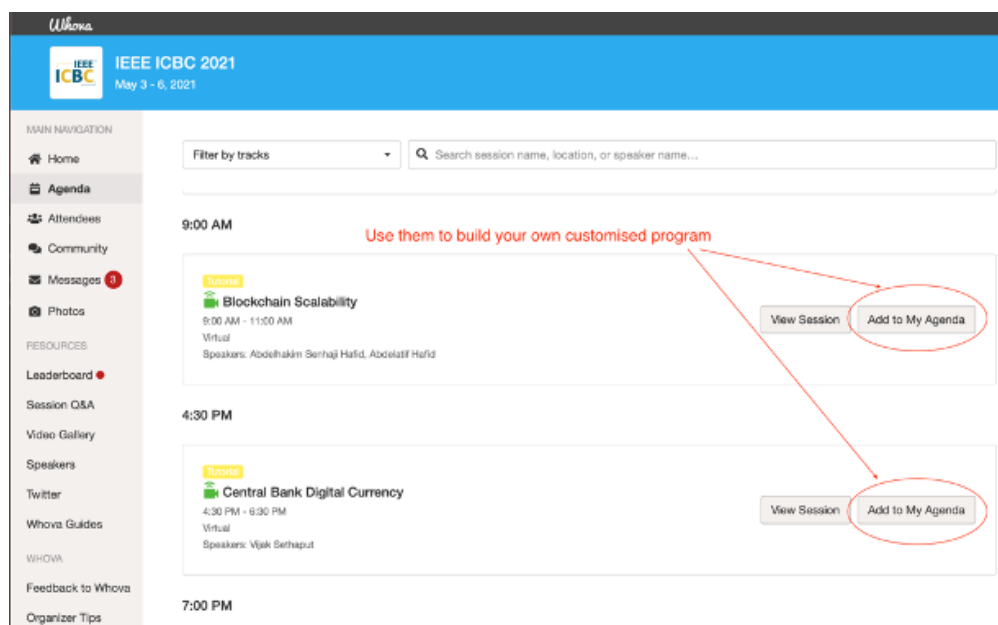 Whova
IEEE
ICBC
IEEE ICBC 2021
May 3 - 6, 2021
MAIN NAVIGATION
Home
Agenda
Attendees
Community
Messages 3
Photos
RESOURCES
Leaderboard
Session Q&A
Video Gallery
Speakers
Twitter
Whova Guides
WHOVA
Feedback to Whova
Organizer Tips
Filter by tracks
Search session name, location, or speaker name...
9:00 AM
Use them to build your own customised program
Tutorial
Blockchain Scalability
9:00 AM - 11:00 AM
Virtual
Speakers: Abdelhakim Senhaji Hafid, Abdelatif Hafid
View Session
Add to My Agenda
4:30 PM
Tutorial
Central Bank Digital Currency
4:30 PM - 6:30 PM
Virtual
Speakers: Vijak Sethaput
View Session
Add to My Agenda
7:00 PM